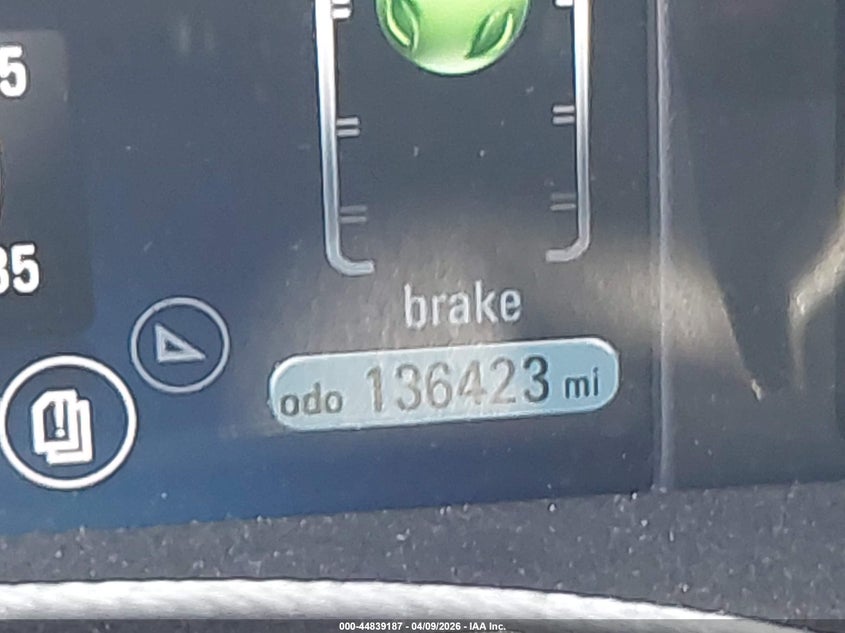 5
35
brake
odo 136423 mi
000-44839187 - 04/09/2026 - IAA Inc.